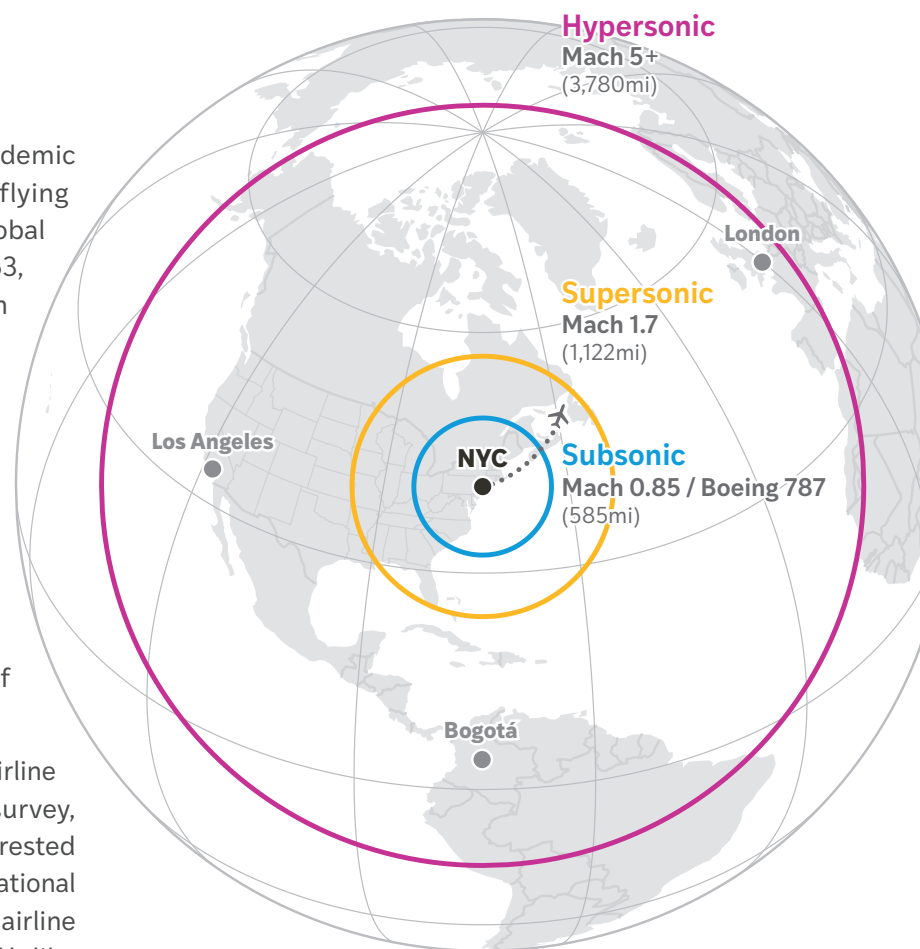 Hypersonic
Mach 5+
(3,780mi)
demic
flying
obal
London
Supersonic
Mach 1.7
(1,122mi)
Los Angeles
NYC
Subsonic
Mach 0.85 / Boeing 787
(585mi)
f
Bogotá
irline
urvey,
rested
ational
airline